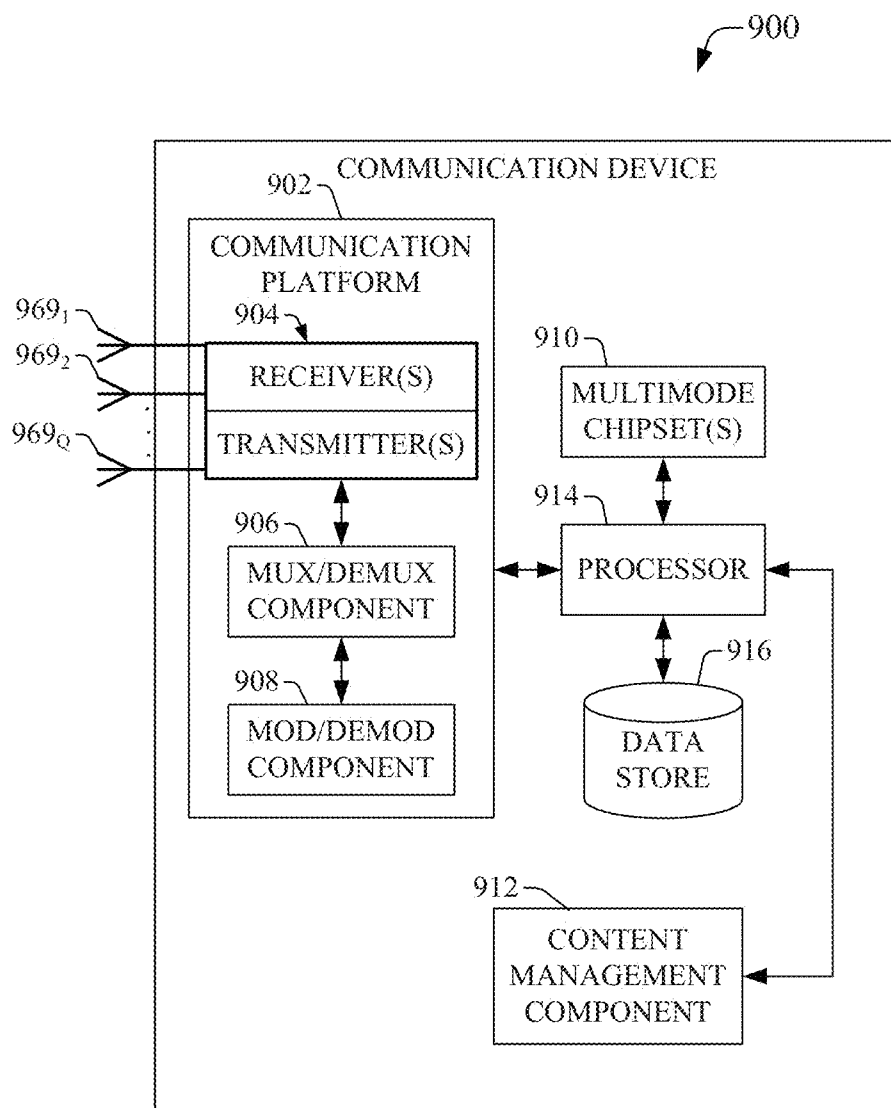 900
COMMUNICATION DEVICE
902
COMMUNICATION
PLATFORM
969₁
904
969₂
RECEIVER(S)
910
MULTIMODE
CHIPSET(S)
969Q
TRANSMITTER(S)
914
906
PROCESSOR
MUX/DEMUX
COMPONENT
916
908
MOD/DEMOD
COMPONENT
DATA
STORE
912
CONTENT
MANAGEMENT
COMPONENT